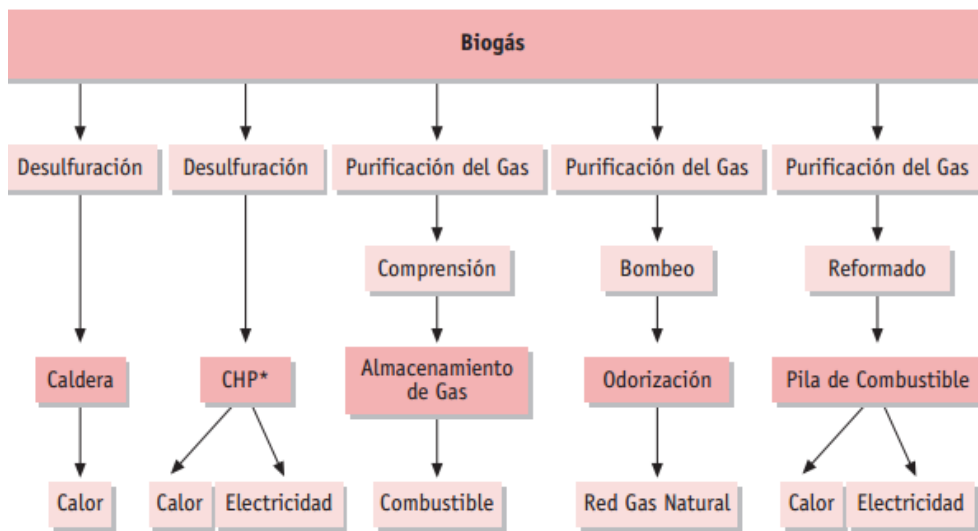 Biogás
Desulfuración
Desulfuración
Purificación del Gas
Purificación del Gas
Purificación del Gas
Comprensión
Bombeo
Reformado
Caldera
CHP*
Almacenamiento
de Gas
Odorización
Pila de Combustible
Calor
Calor
Electricidad
Combustible
Red Gas Natural
Calor
Electricidad